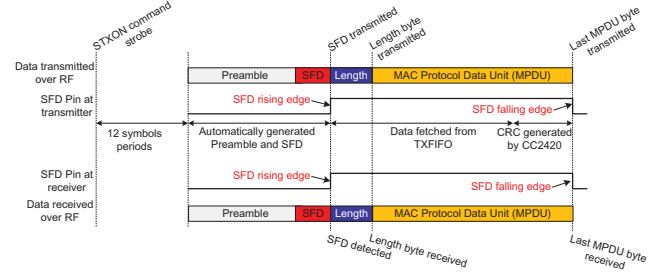 STXON command
strobe
SFD transmitted
Length byte
transmitted
Last MPDU byte
transmitted
Data transmitted
over RF
Preamble
SFD
Length
MAC Protocol Data Unit (MPDU)
SFD Pin at
transmitter
SFD rising edge
SFD falling edge
12 symbols
periods
Automatically generated
Preamble and SFD
Data fetched from
TXFIFO
CRC generated
by CC2420
SFD Pin at
receiver
SFD rising edge
SFD falling edge
Data received
over RF
Preamble
SFD
Length
MAC Protocol Data Unit (MPDU)
SFD detected
Length byte received
Last MPDU byte
received